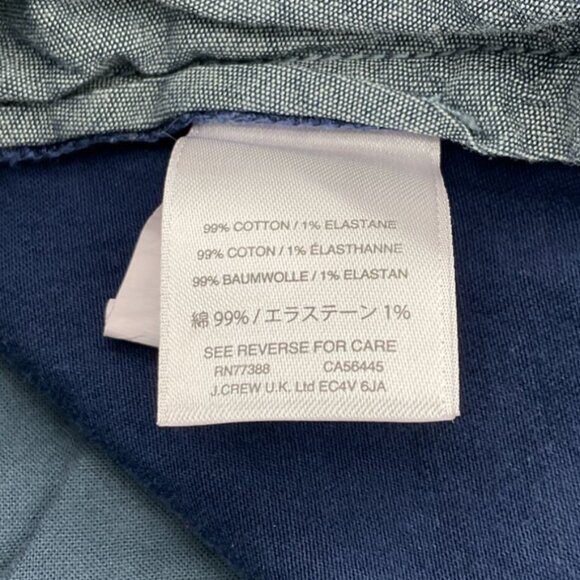 99% COTTON / 1% ELASTANE
99% COTON / 1% ÉLASTHANNE
99% BAUMWOLLE / 1% ELASTAN
綿 99% / エラステーン 1%
SEE REVERSE FOR CARE
RN77388 CA56445
J.CREW U.K. Ltd EC4V 6JA